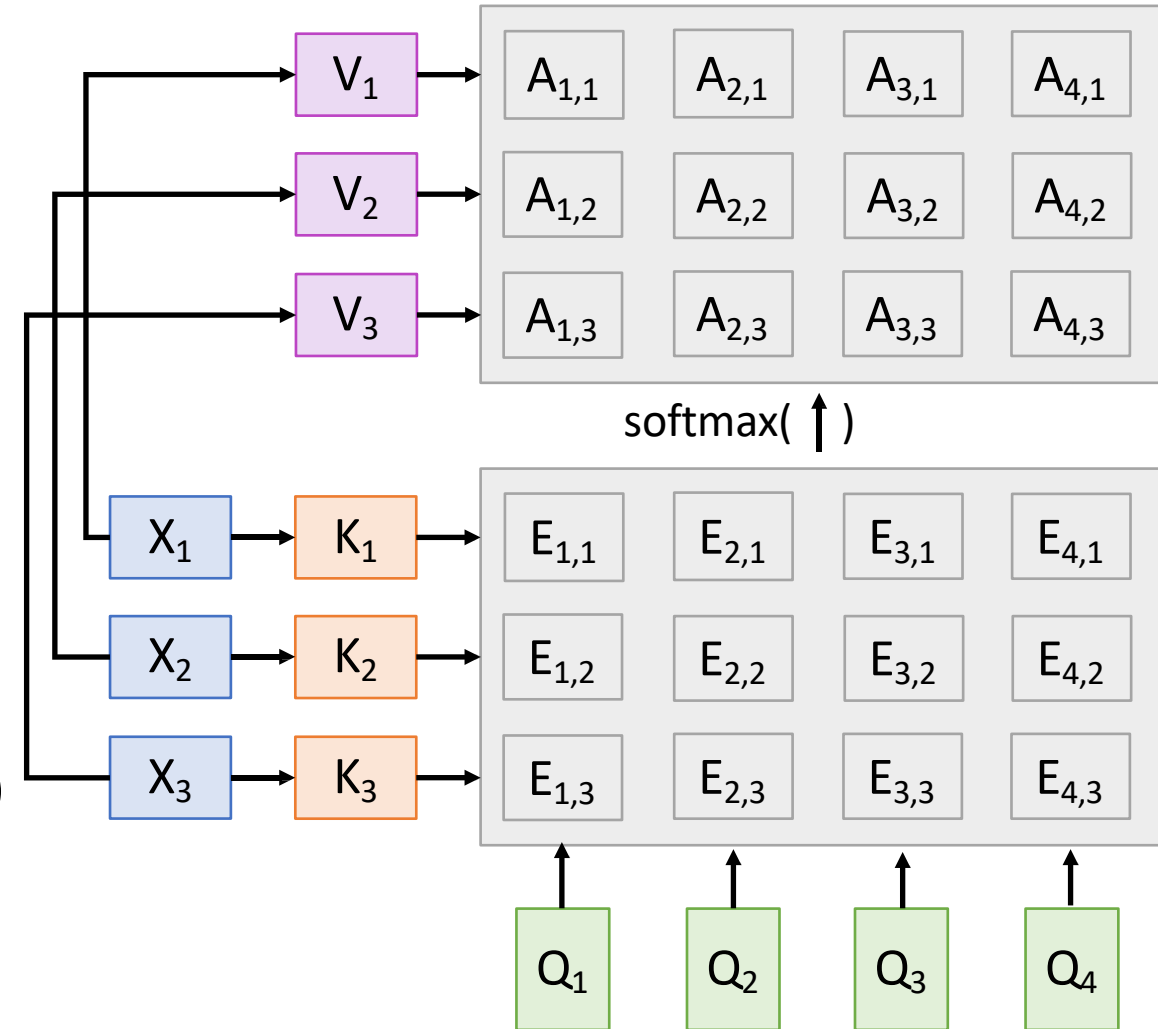 V1 A1,1 A2,1 A3,1 A4,1
V2 A1,2 A2,2 A3,2 A4,2
V3 A1,3 A2,3 A3,3 A4,3
softmax( ↑ )
X1 K1 E1,1 E2,1 E3,1 E4,1
X2 K2 E1,2 E2,2 E3,2 E4,2
) X3 K3 E1,3 E2,3 E3,3 E4,3
Q1 Q2 Q3 Q4